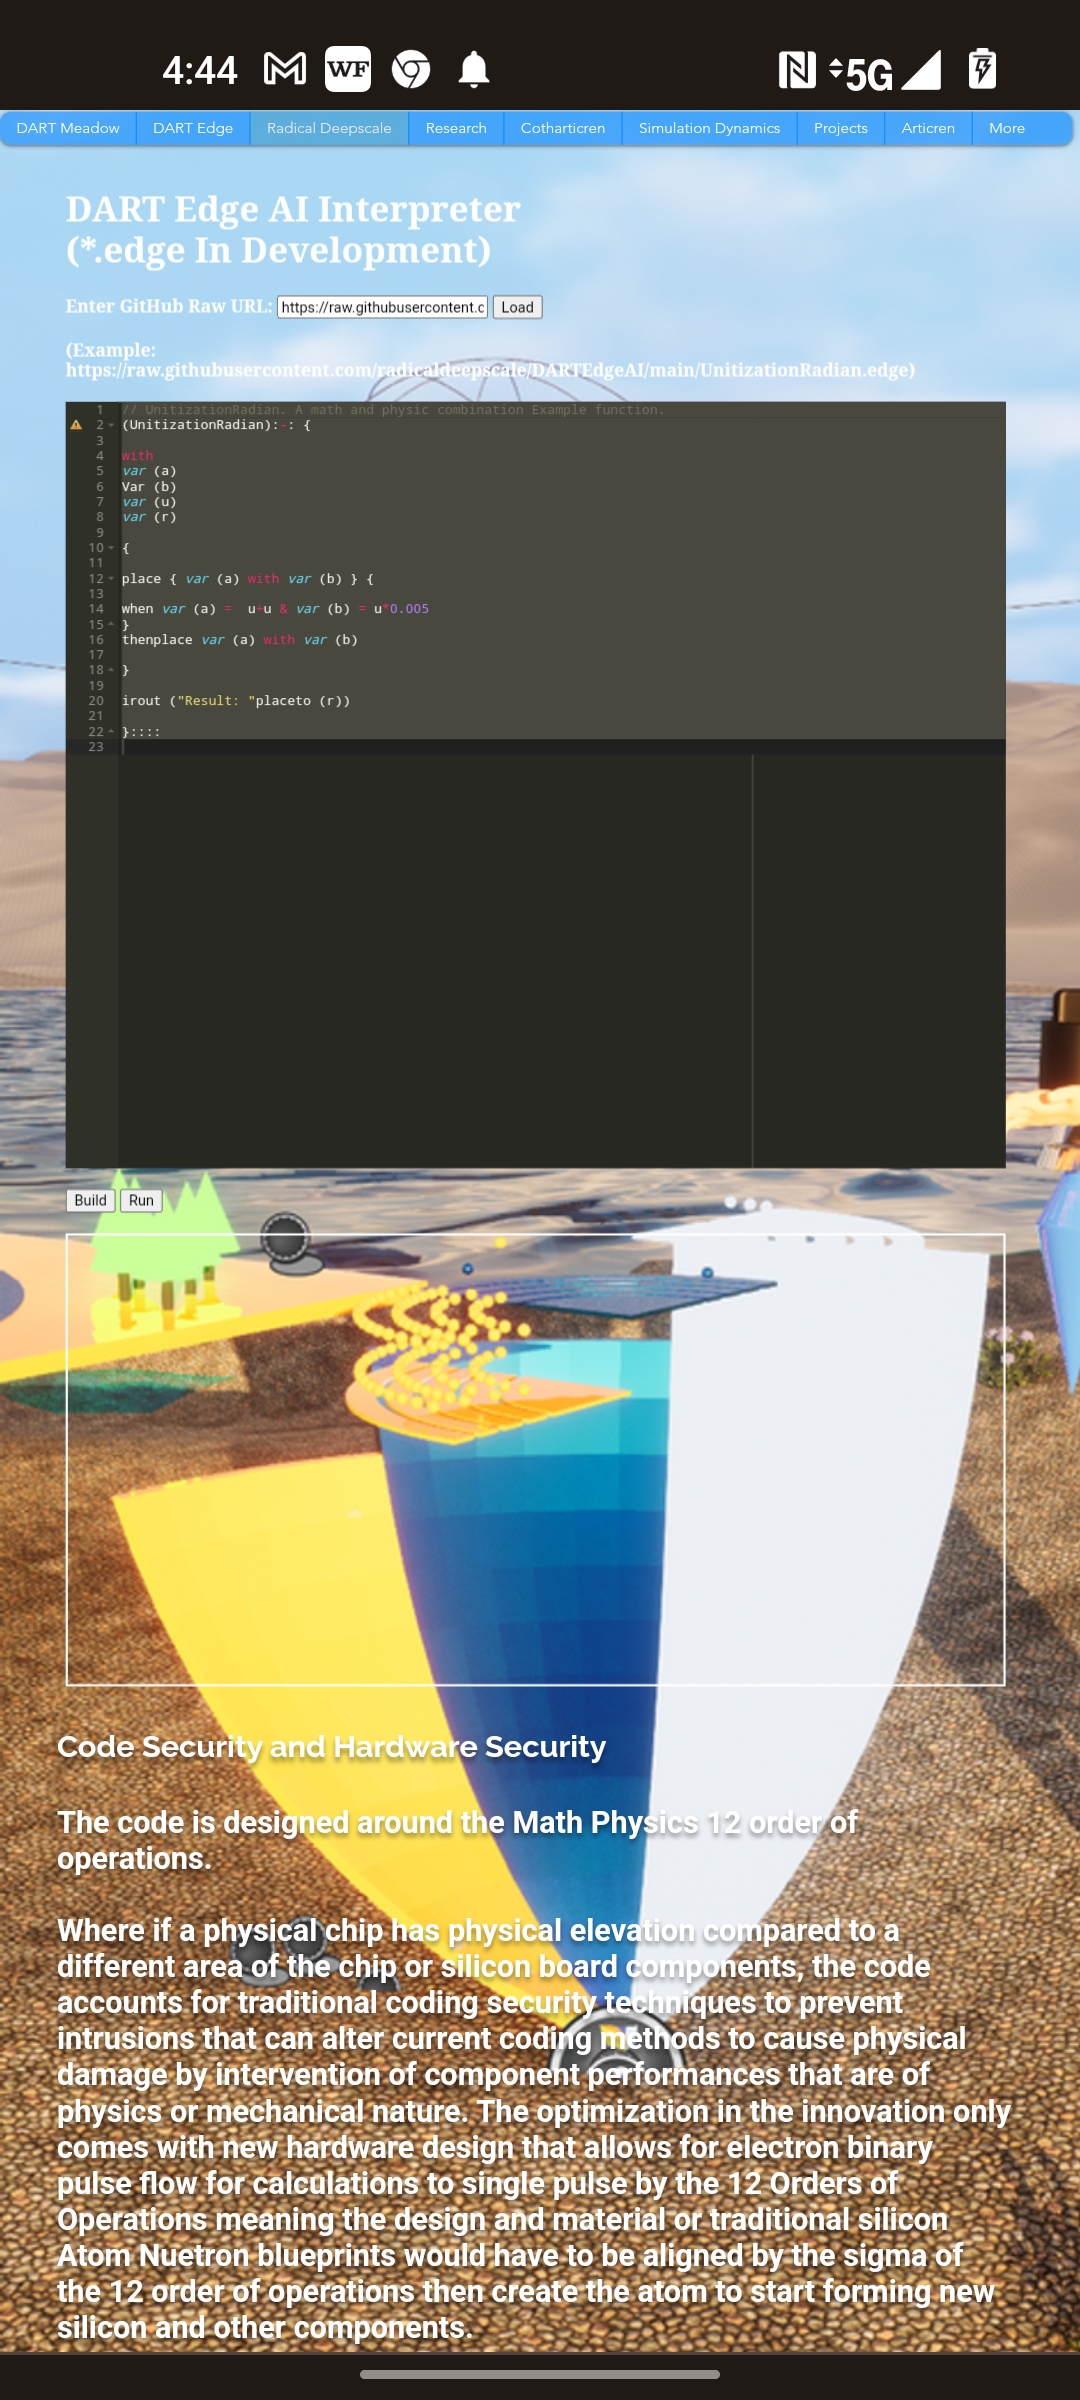 4:44 WF 5G
DART Meadow DART Edge Radical Deepscale Research Cotharticren Simulation Dynamics Projects Articren More
DART Edge AI Interpreter
(*.edge In Development)
Enter GitHub Raw URL: https://raw.githubusercontent.c Load
(Example:
https://raw.githubusercontent.com/radicaldeepscale/DARTEdgeAI/main/UnitizationRadian.edge)
1 // UnitizationRadian. A math and physic combination Example function.
2 (UnitizationRadian):-: {
3
4 with
5 var (a)
6 Var (b)
7 var (u)
8 var (r)
9
10 {
11
12 place { var (a) with var (b) } {
13
14 when var (a) =  u+u & var (b) = u*0.005
15 }
16 thenplace var (a) with var (b)
17
18 }
19
20 irout ("Result: "placeto (r))
21
22 }::::
23
Build Run
Code Security and Hardware Security
The code is designed around the Math Physics 12 order of
operations.
Where if a physical chip has physical elevation compared to a
different area of the chip or silicon board components, the code
accounts for traditional coding security techniques to prevent
intrusions that can alter current coding methods to cause physical
damage by intervention of component performances that are of
physics or mechanical nature. The optimization in the innovation only
comes with new hardware design that allows for electron binary
pulse flow for calculations to single pulse by the 12 Orders of
Operations meaning the design and material or traditional silicon
Atom Nuetron blueprints would have to be aligned by the sigma of
the 12 order of operations then create the atom to start forming new
silicon and other components.